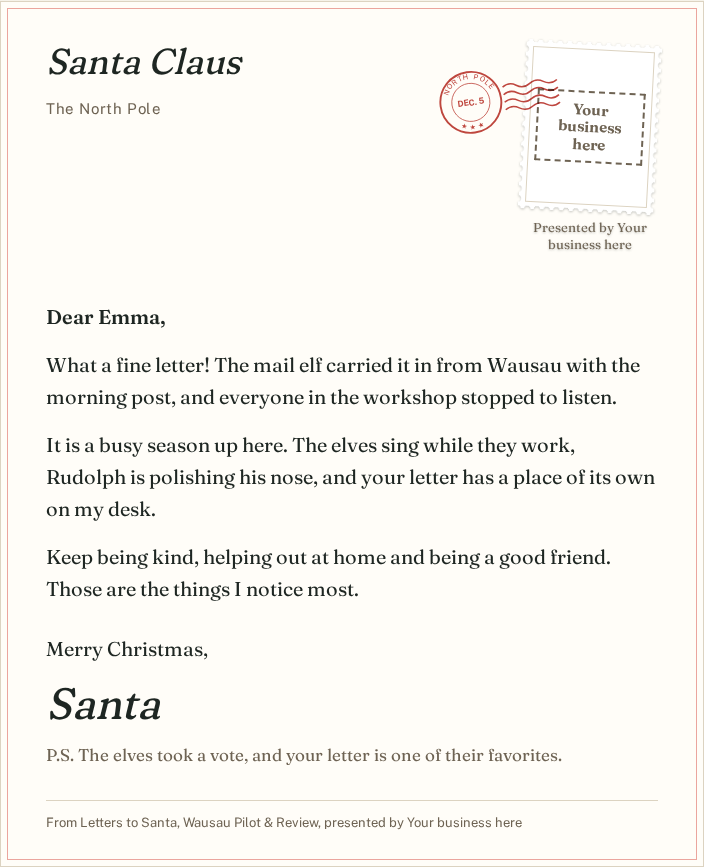 Santa Claus
The North Pole
NORTH POLE
DEC. 5
Your
business
here
Presented by Your
business here
Dear Emma,
What a fine letter! The mail elf carried it in from Wausau with the
morning post, and everyone in the workshop stopped to listen.
It is a busy season up here. The elves sing while they work,
Rudolph is polishing his nose, and your letter has a place of its own
on my desk.
Keep being kind, helping out at home and being a good friend.
Those are the things I notice most.
Merry Christmas,
Santa
P.S. The elves took a vote, and your letter is one of their favorites.
From Letters to Santa, Wausau Pilot & Review, presented by Your business here